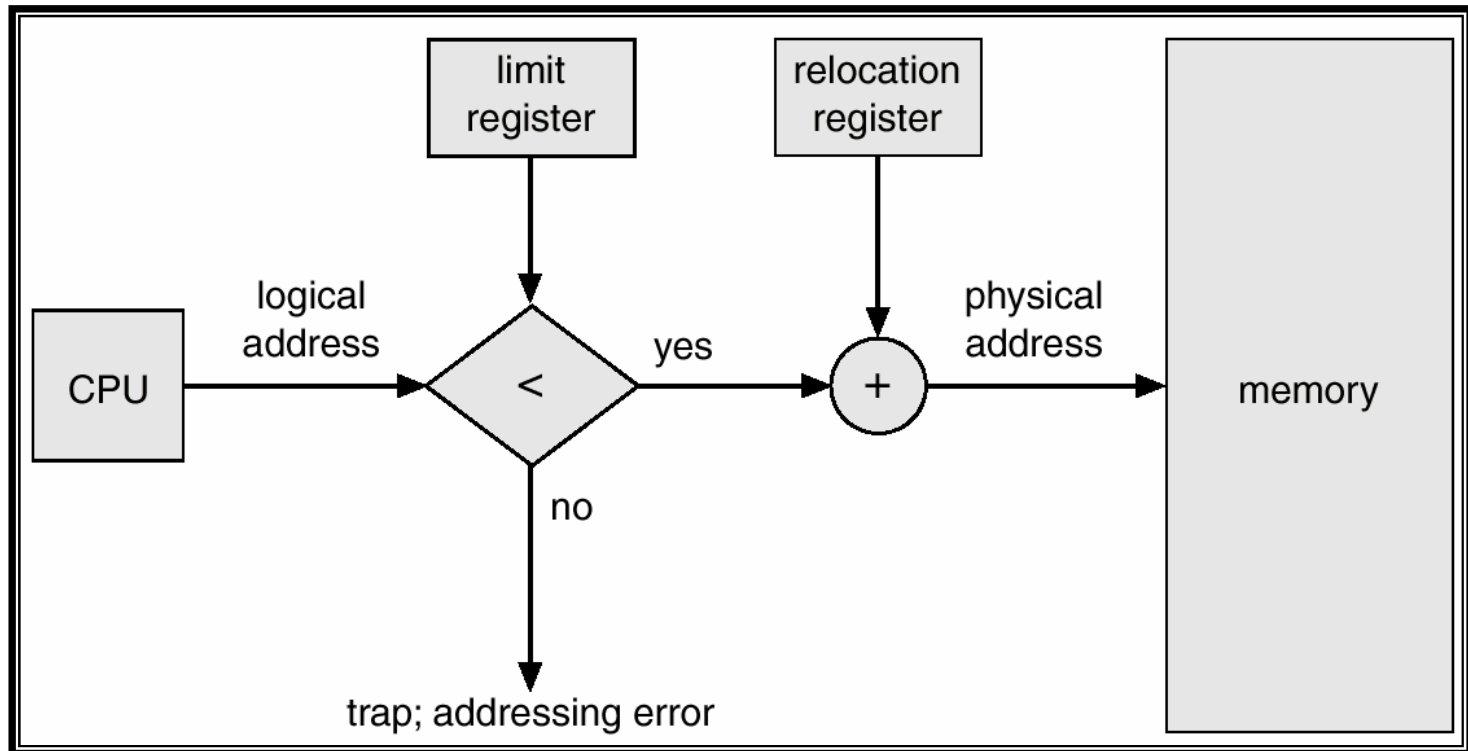 limit
register
relocation
register
logical
address
yes
physical
address
CPU
<
+
memory
no
trap; addressing error